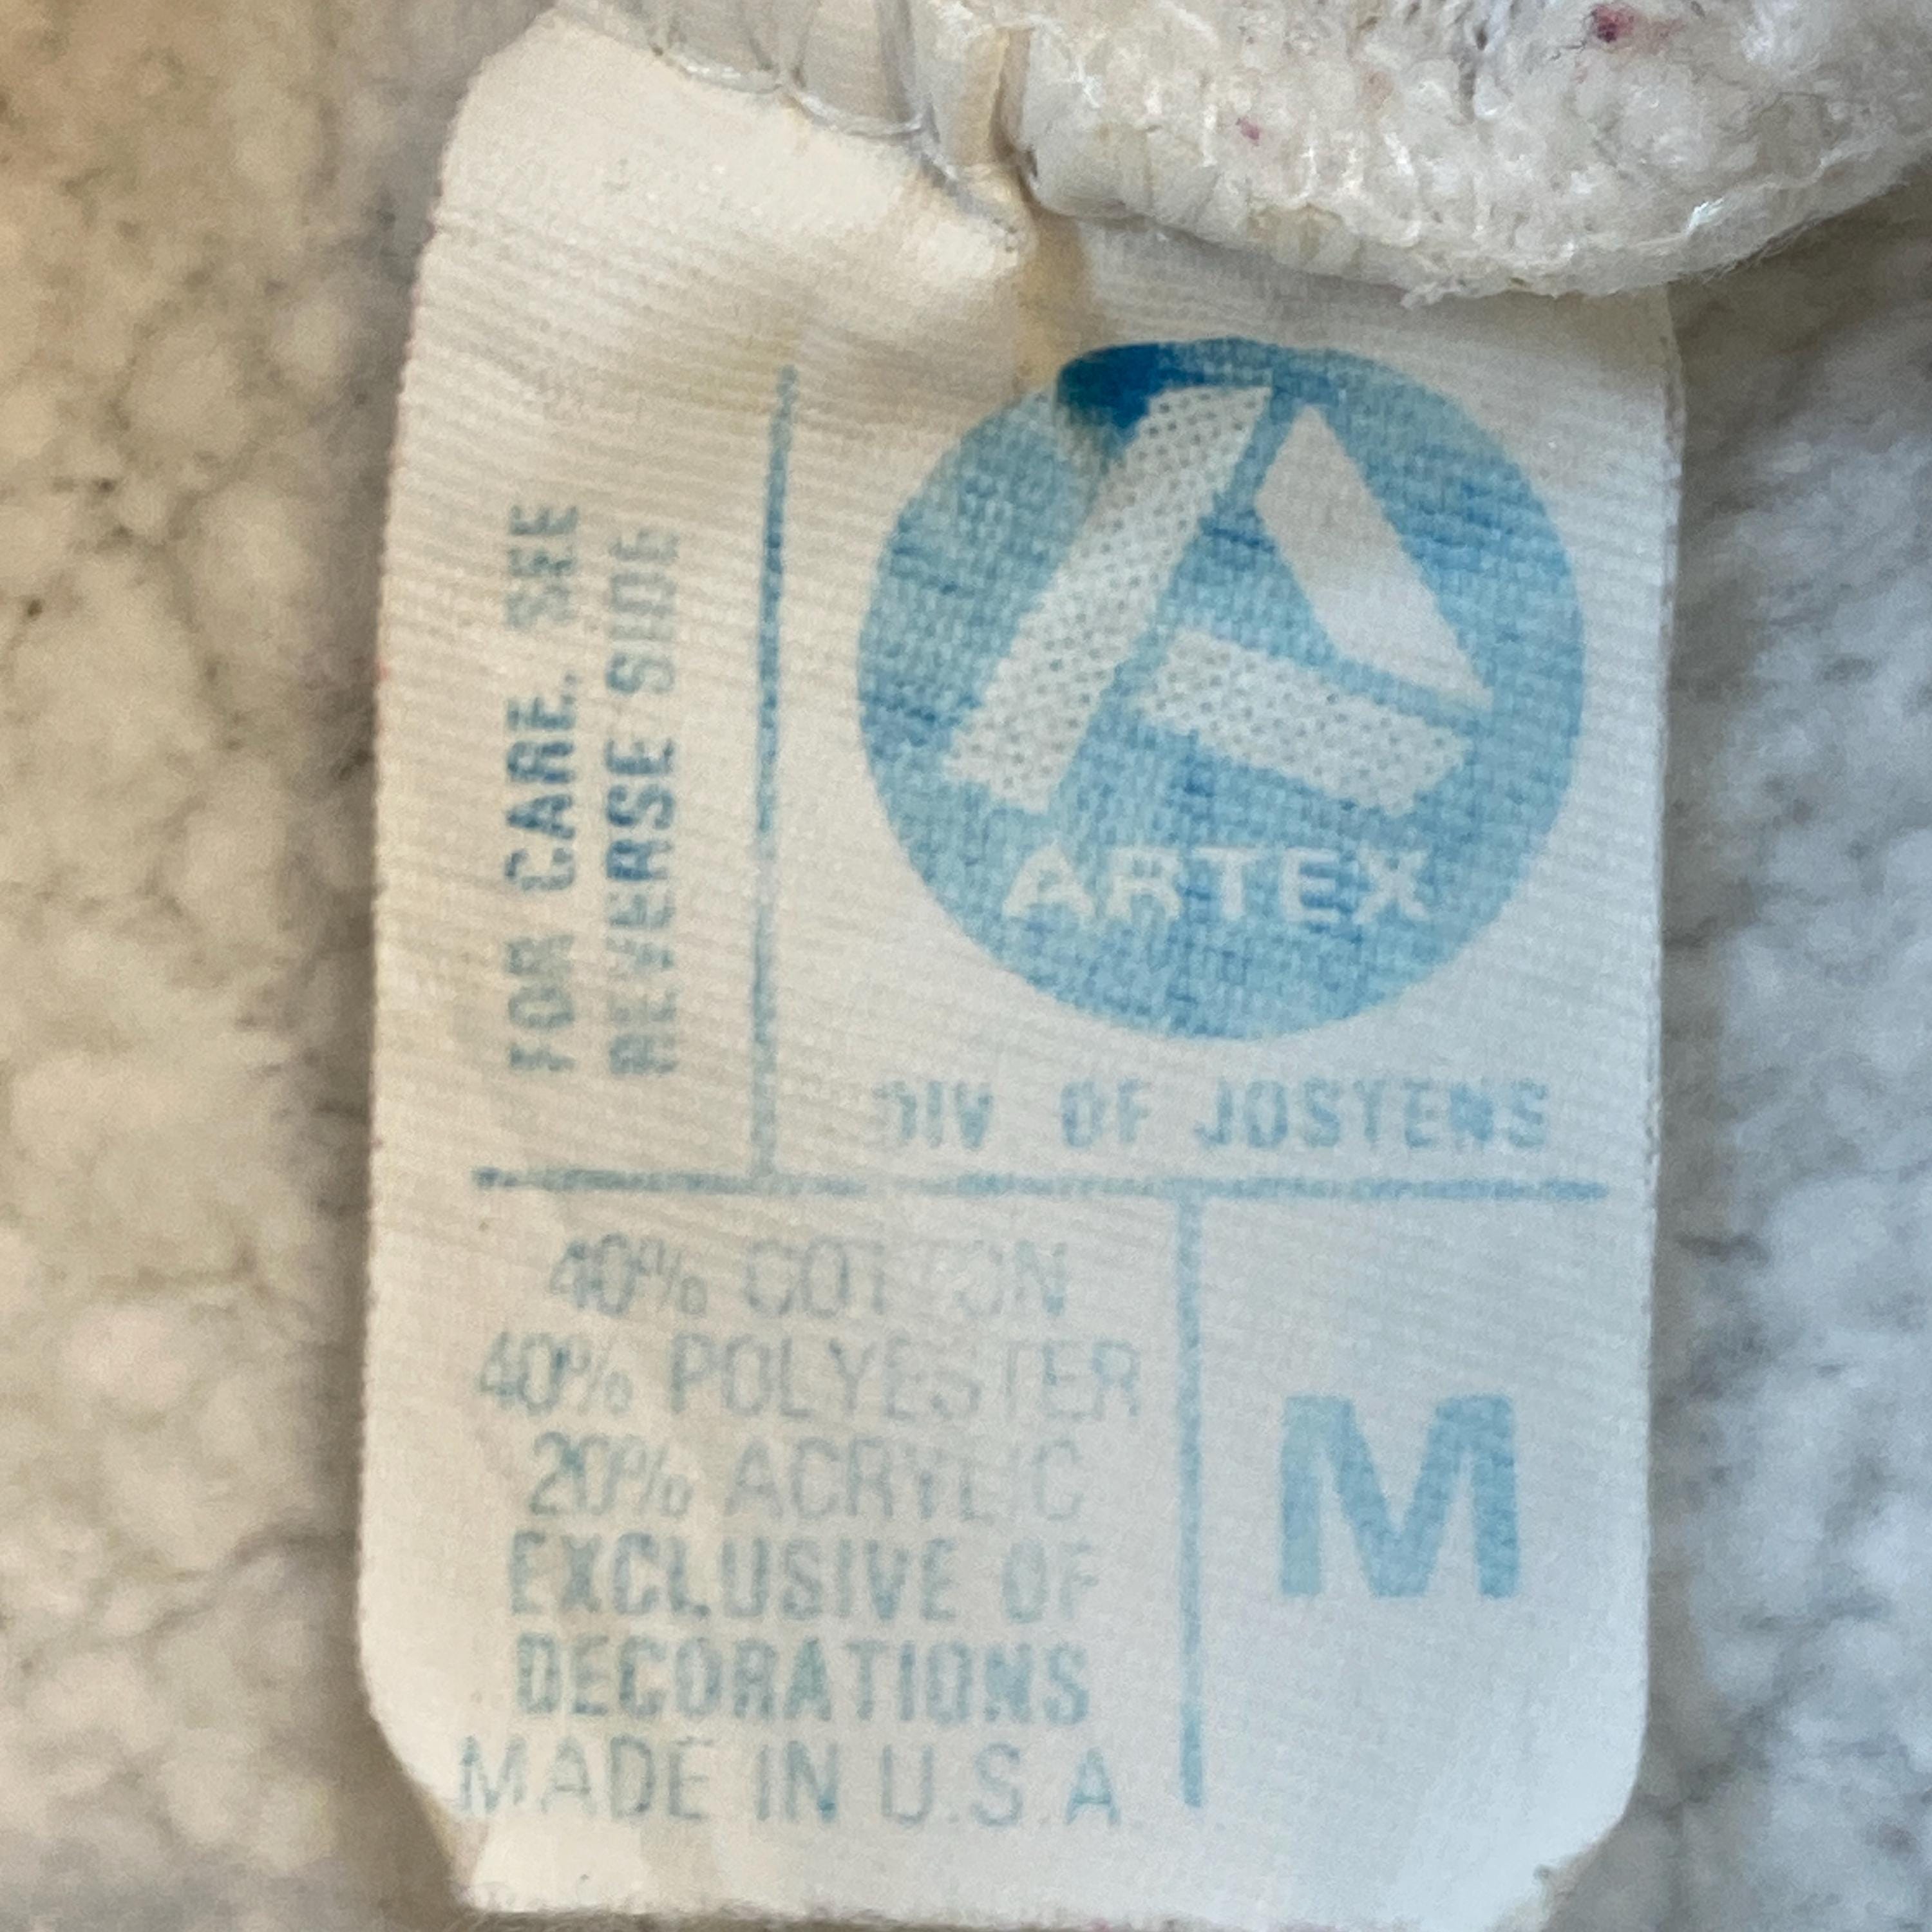 FOR CARE, SEE
REVERSE SIDE
ARTEX
DIV OF JOSTENS
40% COTTON
40% POLYESTER
20% ACRYLIC
EXCLUSIVE OF
DECORATIONS
MADE IN U.S.A
M